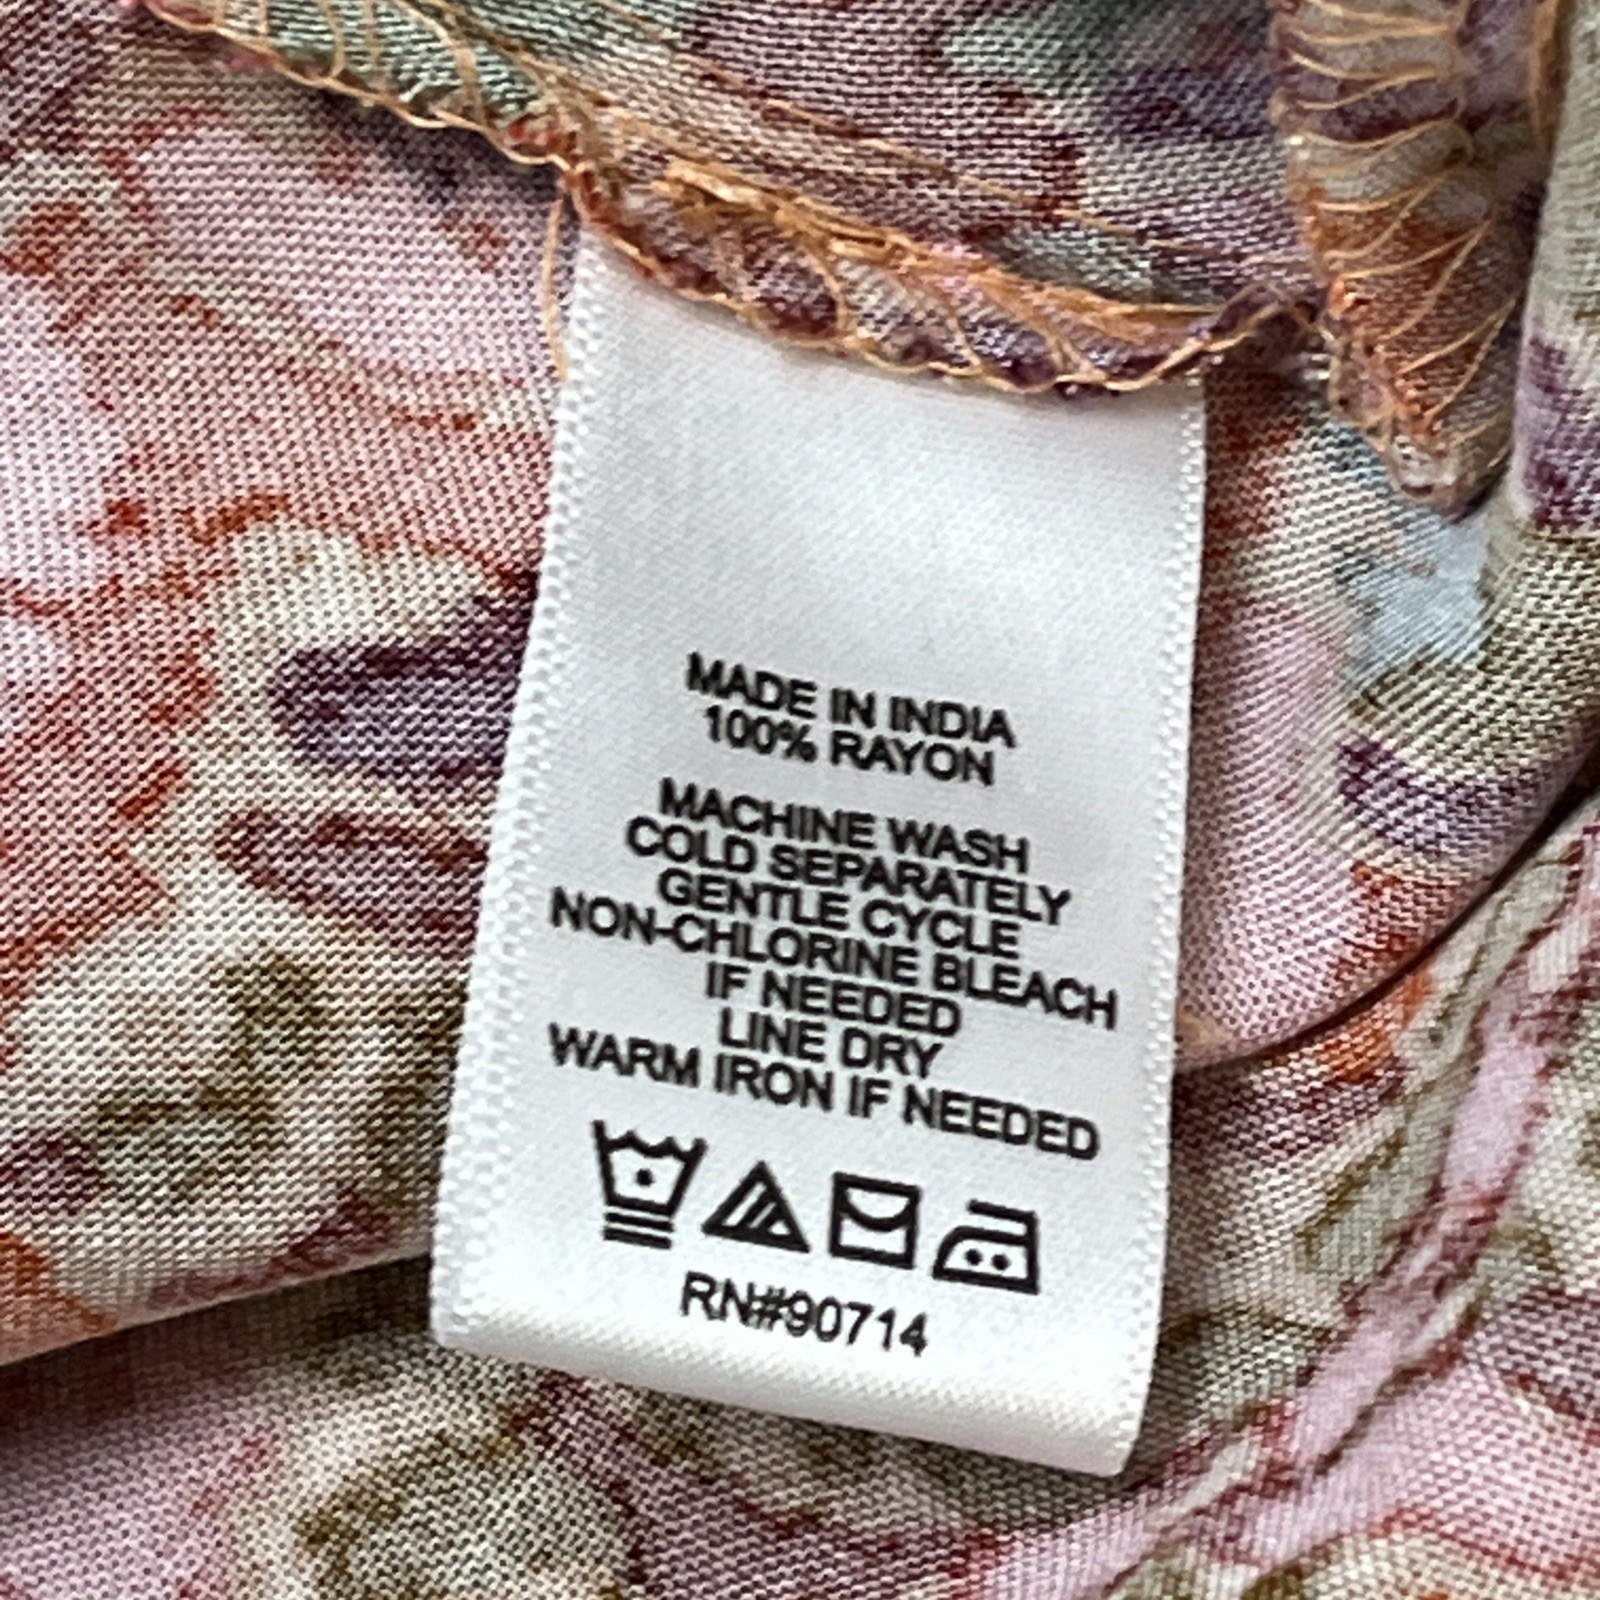 MADE IN INDIA
100% RAYON
MACHINE WASH
COLD SEPARATELY
GENTLE CYCLE
NON-CHLORINE BLEACH
IF NEEDED
LINE DRY
WARM IRON IF NEEDED
RN#90714